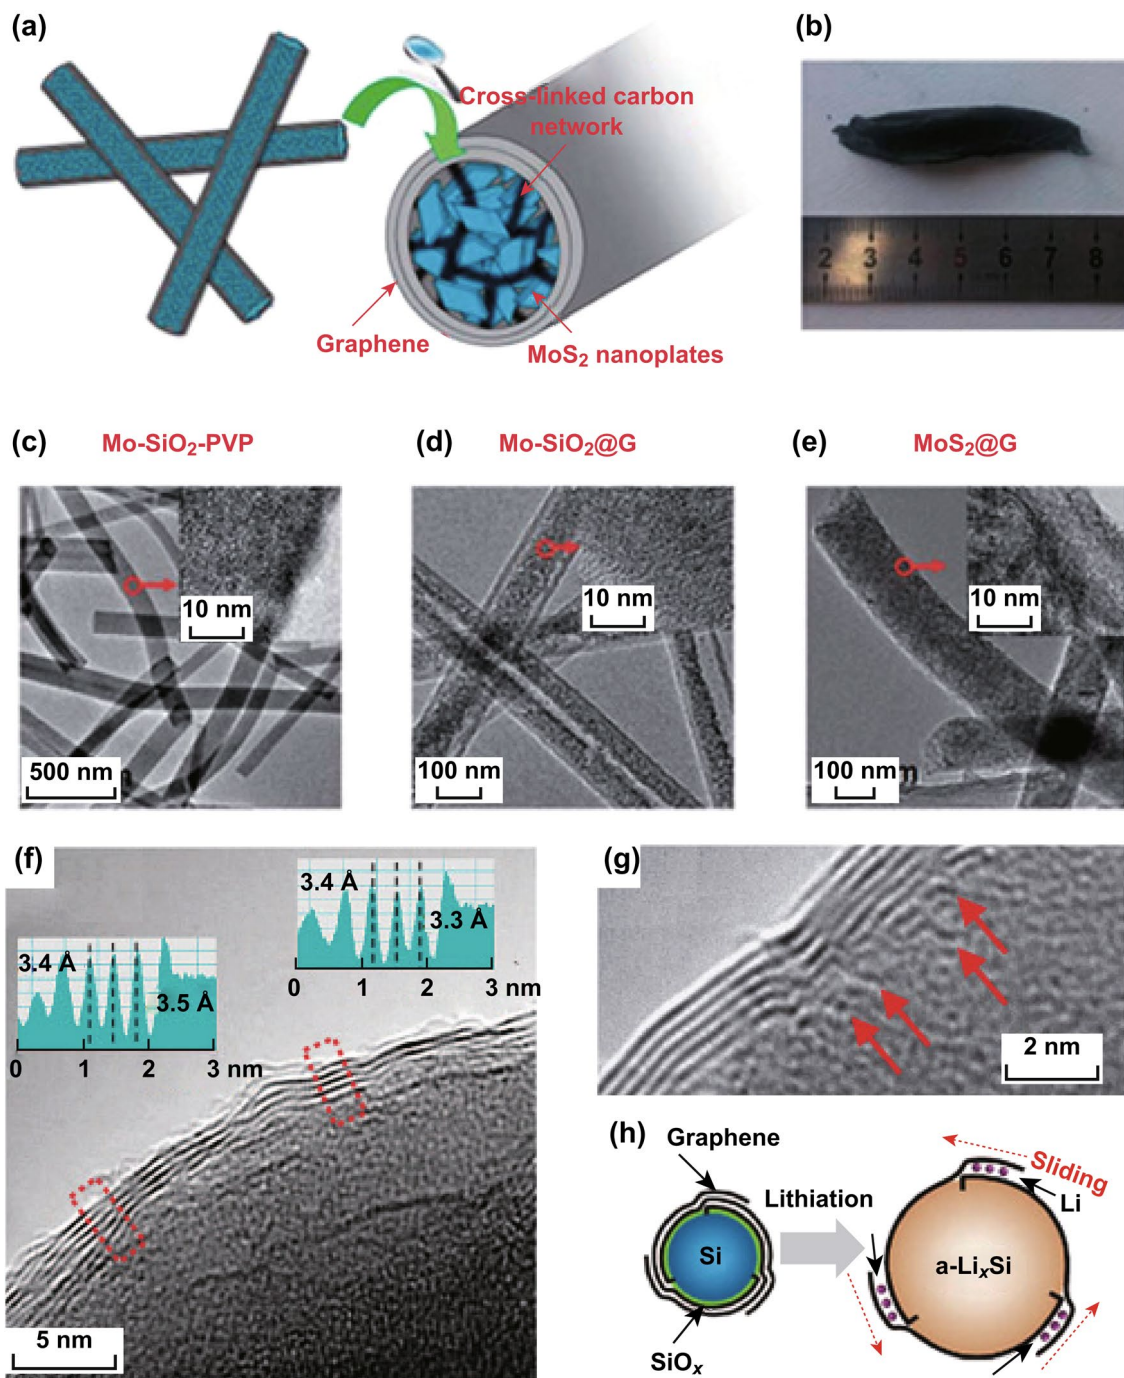 (a)
Cross-linked carbon
network
Graphene
MoS₂ nanoplates
(b)
2 3 4 5 6 7 8
(c) Mo-SiO₂-PVP
10 nm
500 nm
(d) Mo-SiO₂@G
10 nm
100 nm
(e) MoS₂@G
10 nm
100 nm
(f)
3.4 Å
3.5 Å
0 1 2 3 nm
3.4 Å
3.3 Å
0 1 2 3 nm
5 nm
(g)
2 nm
(h)
Graphene
Si
SiOₓ
Lithiation
Sliding
Li
a-LiₓSi